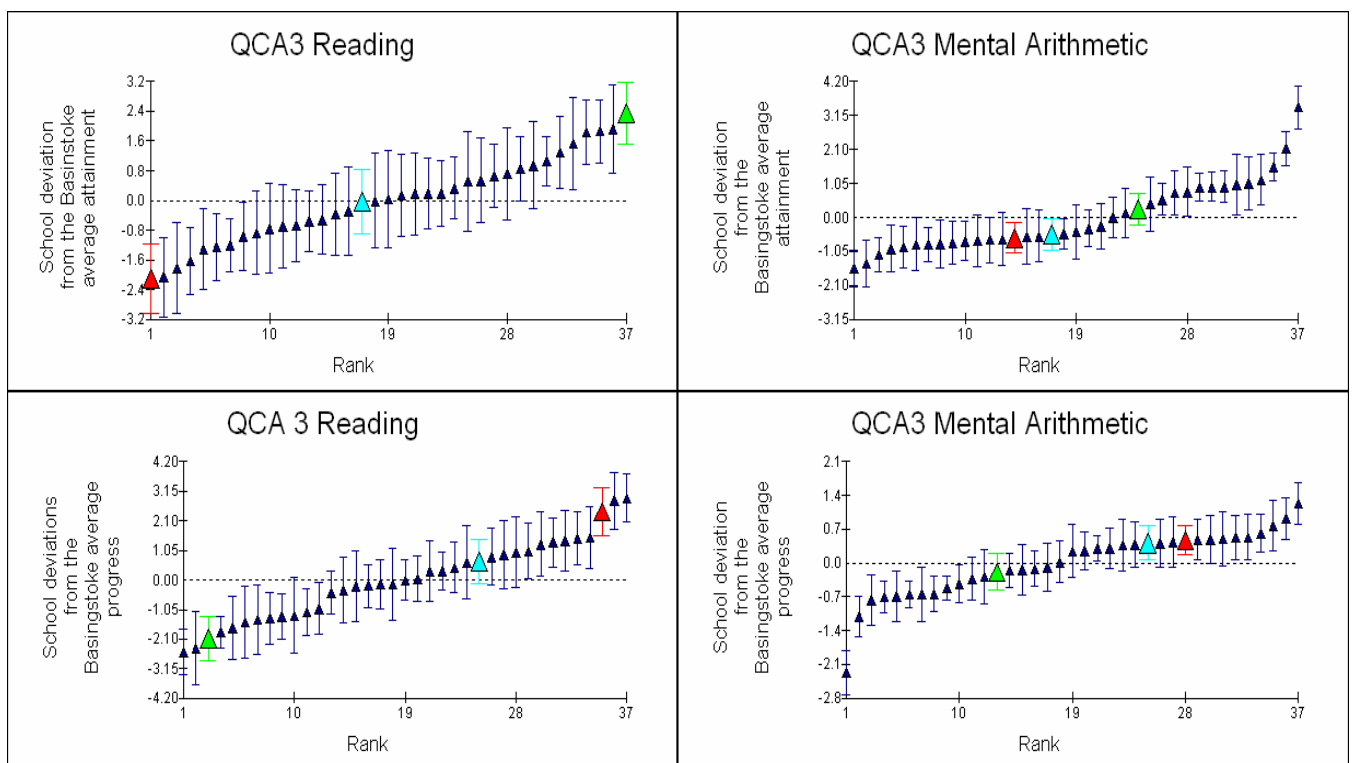 QCA3 Reading
School deviation
from the Basinstoke
average attainment
3.2
2.4
1.6
0.8
0.0
-0.8
-1.6
-2.4
-3.2
1
10
19
28
37
Rank
QCA3 Mental Arithmetic
School deviation
from the
Basingstoke average
attainment
4.20
3.15
2.10
1.05
0.00
-1.05
-2.10
-3.15
1
10
19
28
37
Rank
QCA 3 Reading
School deviations
from the
Basingstoke average
progress
4.20
3.15
2.10
1.05
0.00
-1.05
-2.10
-3.15
-4.20
1
10
19
28
37
Rank
QCA3 Mental Arithmetic
School deviation
from the
Basingstoke average
progress
2.1
1.4
0.7
0.0
-0.7
-1.4
-2.1
-2.8
1
10
19
28
37
Rank